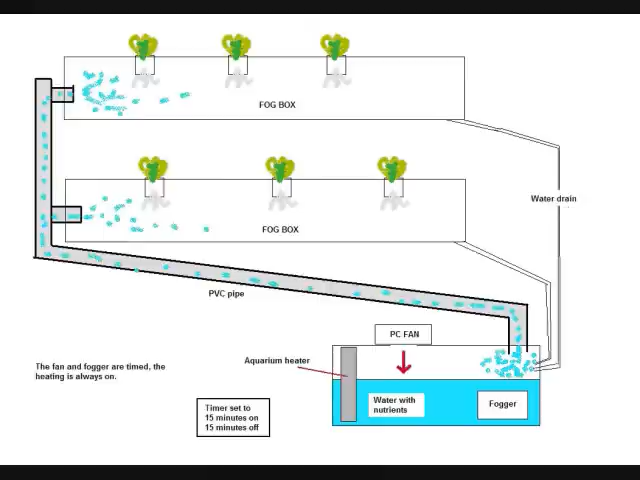 FOG BOX
Water drain
FOG BOX
PVC pipe
PC FAN
Aquarium heater
The fan and fogger are timed, the
heating is always on.
Water with
nutrients
Fogger
Timer set to
15 minutes on
15 minutes off